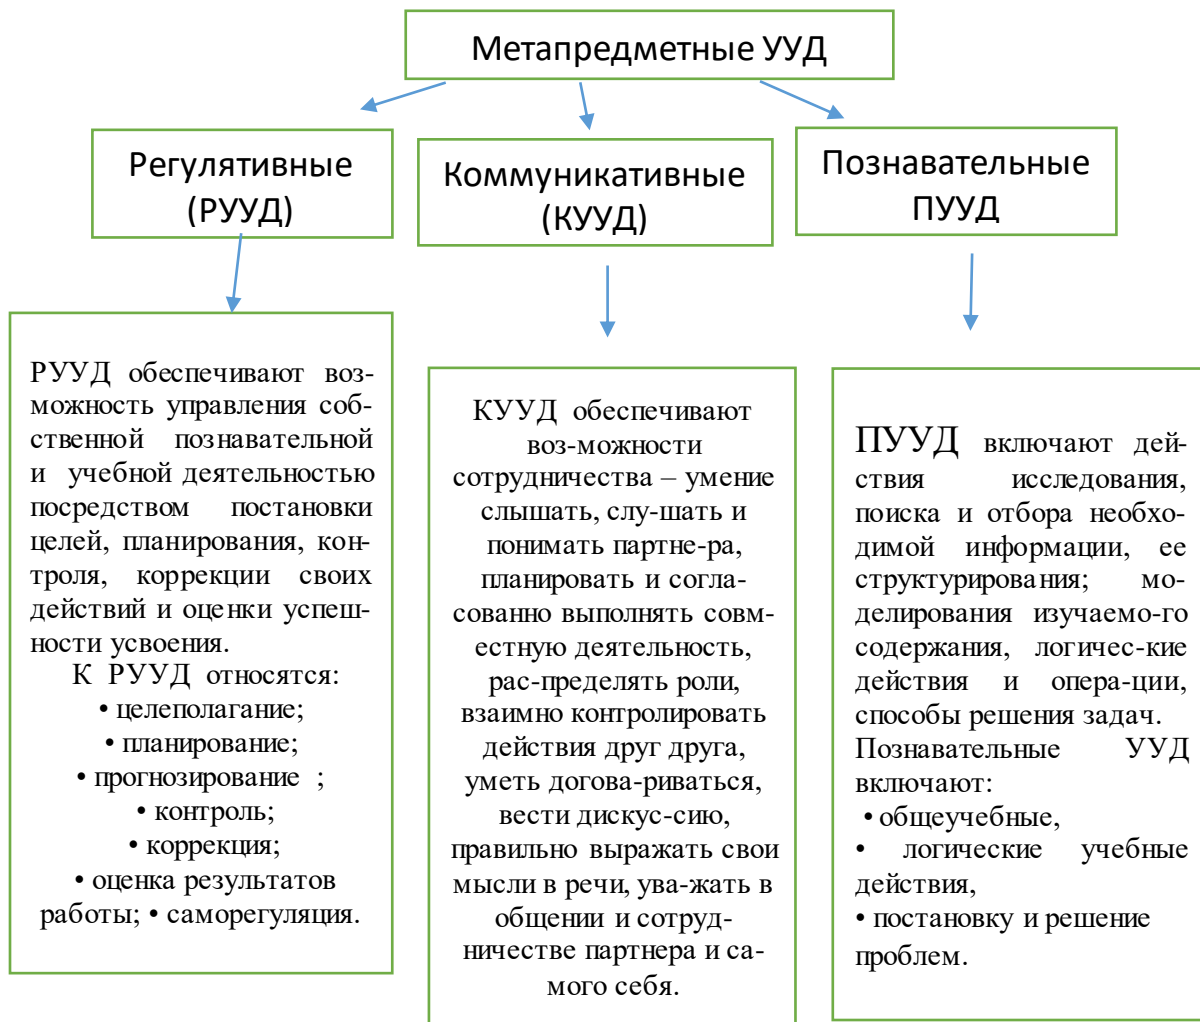 Метапредметные УУД
Регулятивные
(РУУД)
Коммуникативные
(КУУД)
Познавательные
ПУУД
РУУД обеспечивают воз-
можность управления соб-
ственной познавательной
и учебной деятельностью
посредством постановки
целей, планирования, кон-
троля, коррекции своих
действий и оценки успеш-
ности усвоения.
К РУУД относятся:
• целеполагание;
• планирование;
• прогнозирование ;
• контроль;
• коррекция;
• оценка результатов
работы; • саморегуляция.
КУУД обеспечивают
воз-можности
сотрудничества – умение
слышать, слу-шать и
понимать партне-ра,
планировать и согла-
сованно выполнять совм-
естную деятельность,
рас-пределять роли,
взаимно контролировать
действия друг друга,
уметь догова-риваться,
вести дискус-сию,
правильно выражать свои
мысли в речи, ува-жать в
общении и сотруд-
ничестве партнера и са-
мого себя.
ПУУД включают дей-
ствия исследования,
поиска и отбора необхо-
димой информации, ее
структурирования; мо-
делирования изучаемо-го
содержания, логичес-кие
действия и опера-ции,
способы решения задач.
Познавательные УУД
включают:
• общеучебные,
• логические учебные
действия,
• постановку и решение
проблем.